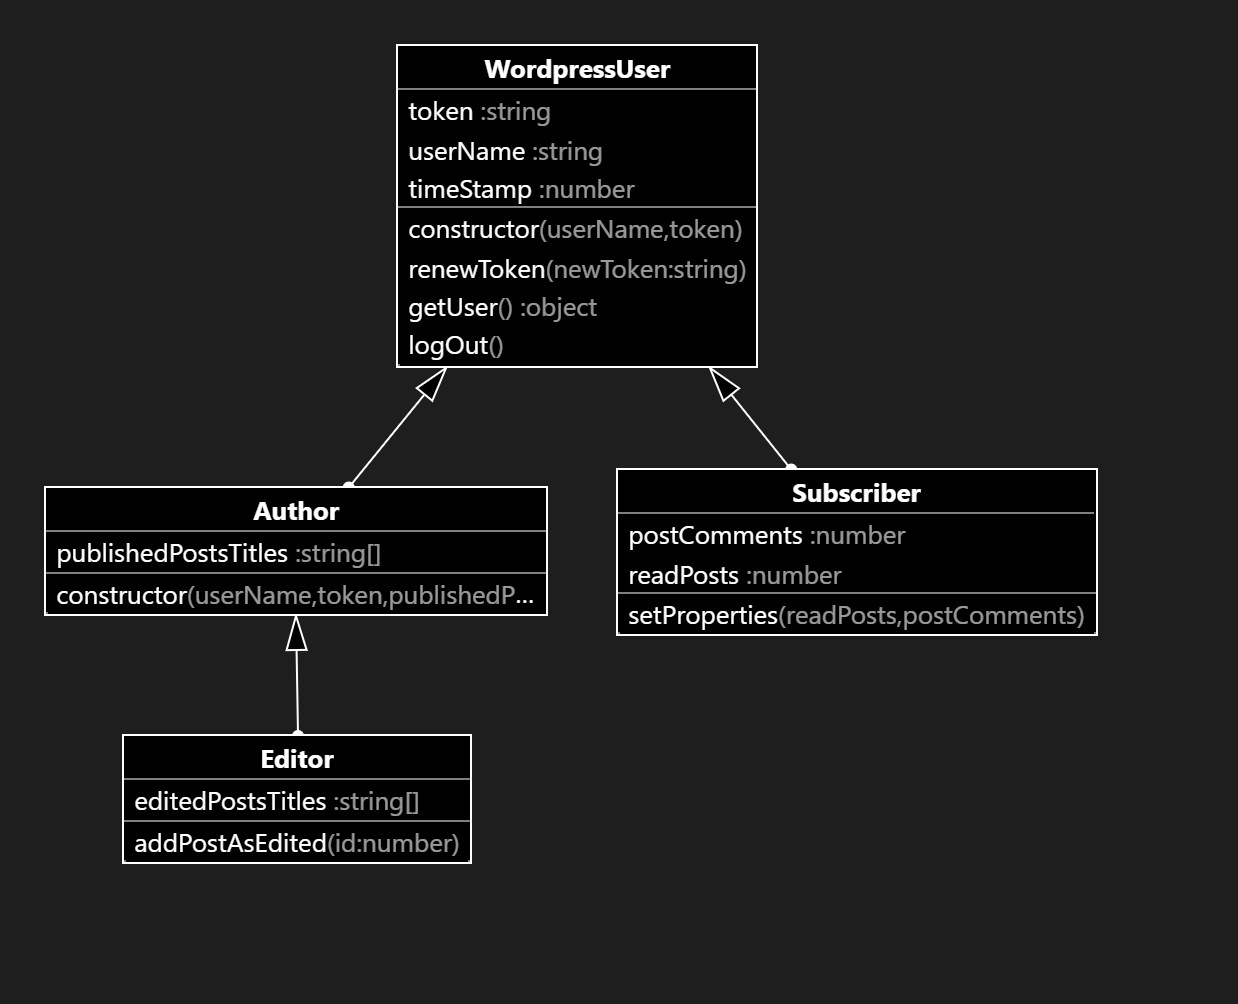 WordpressUser
token :string
userName :string
timeStamp :number
constructor(userName,token)
renewToken(newToken:string)
getUser() :object
logOut()
Author
publishedPostsTitles :string[]
constructor(userName,token,publishedP...
Subscriber
postComments :number
readPosts :number
setProperties(readPosts,postComments)
Editor
editedPostsTitles :string[]
addPostAsEdited(id:number)